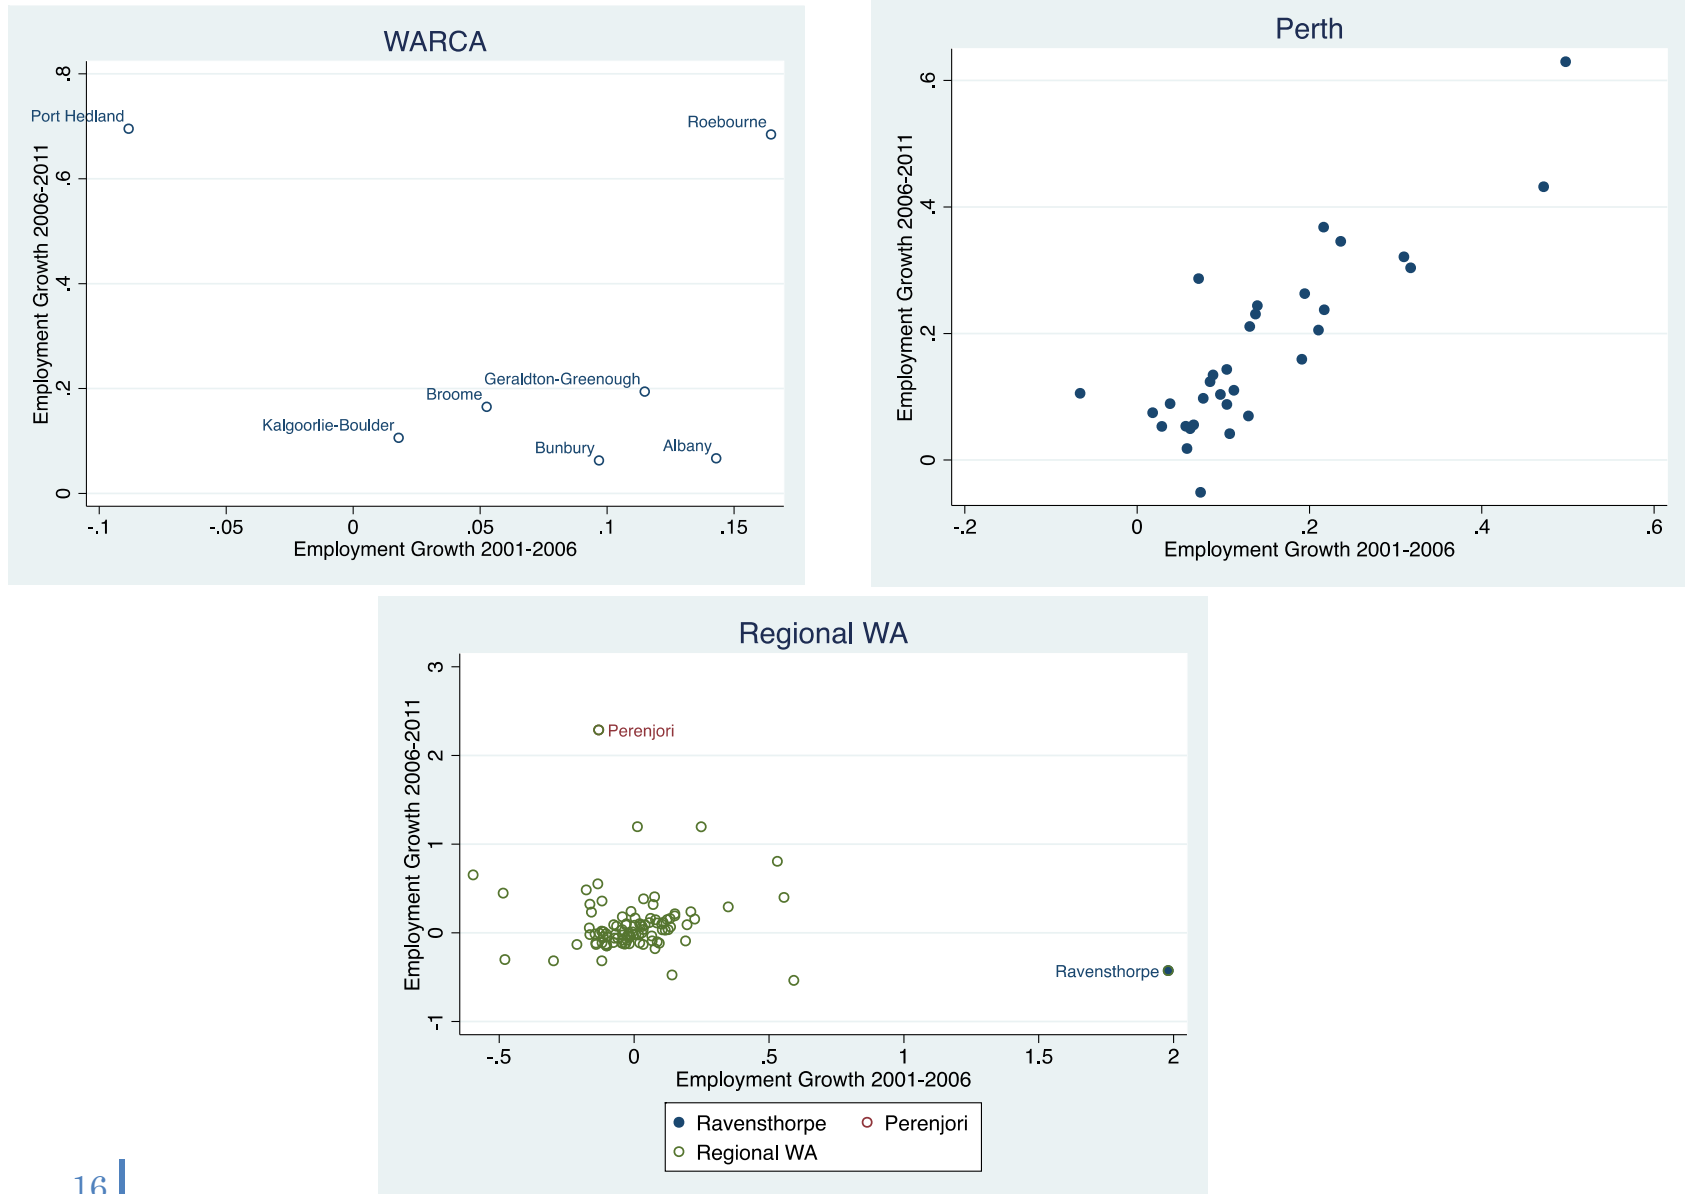 WARCA
Employment Growth 2006-2011
.8
.6
.4
.2
0
Port Hedland
Roebourne
Geraldton-Greenough
Broome
Kalgoorlie-Boulder
Bunbury
Albany
-.1 -.05 0 .05 .1 .15
Employment Growth 2001-2006
Perth
Employment Growth 2006-2011
.6
.4
.2
0
-.2 0 .2 .4 .6
Employment Growth 2001-2006
Regional WA
Employment Growth 2006-2011
3
2
1
0
-1
Perenjori
Ravensthorpe
-.5 0 .5 1 1.5 2
Employment Growth 2001-2006
Ravensthorpe Perenjori
Regional WA
16